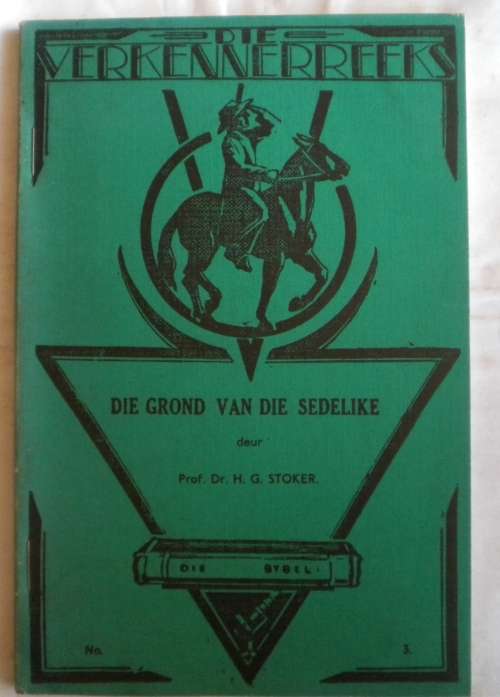 DIE
VERKENNERREEKS
DIE GROND VAN DIE SEDELIKE
deur
Prof. Dr. H. G. STOKER.
DIE BYBEL
No. 3.